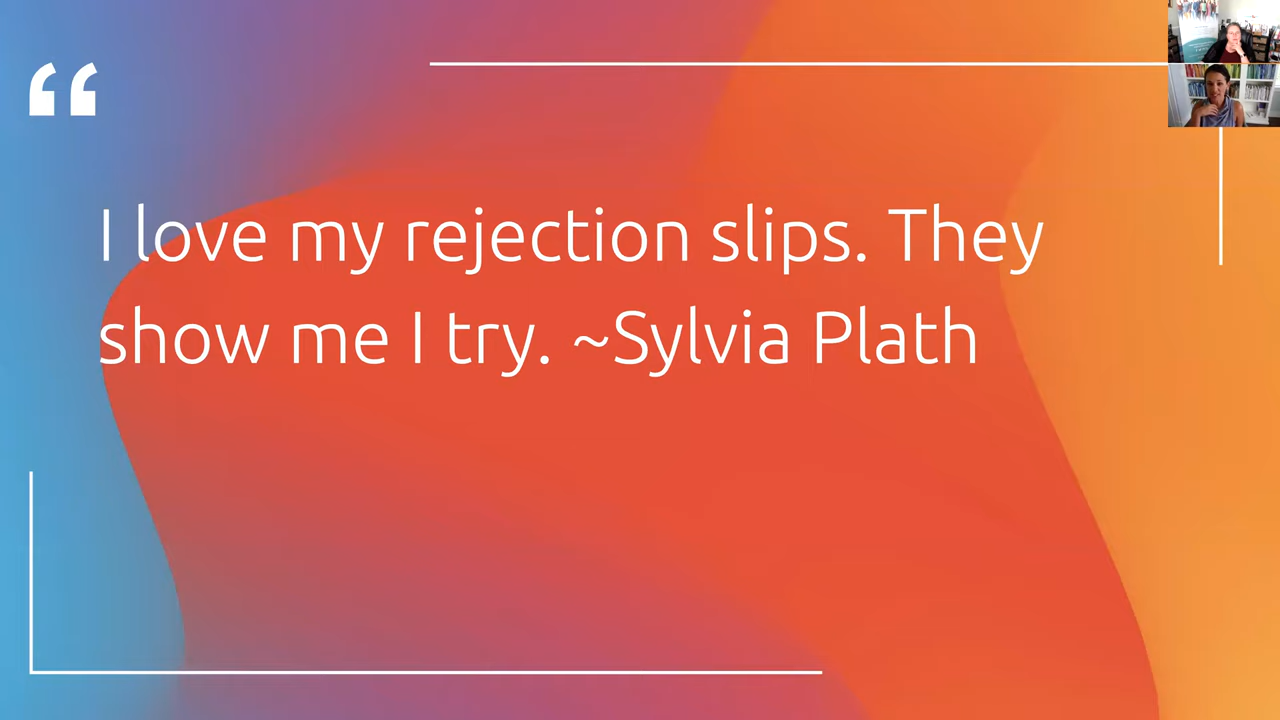 “
I love my rejection slips. They
show me I try. ~Sylvia Plath